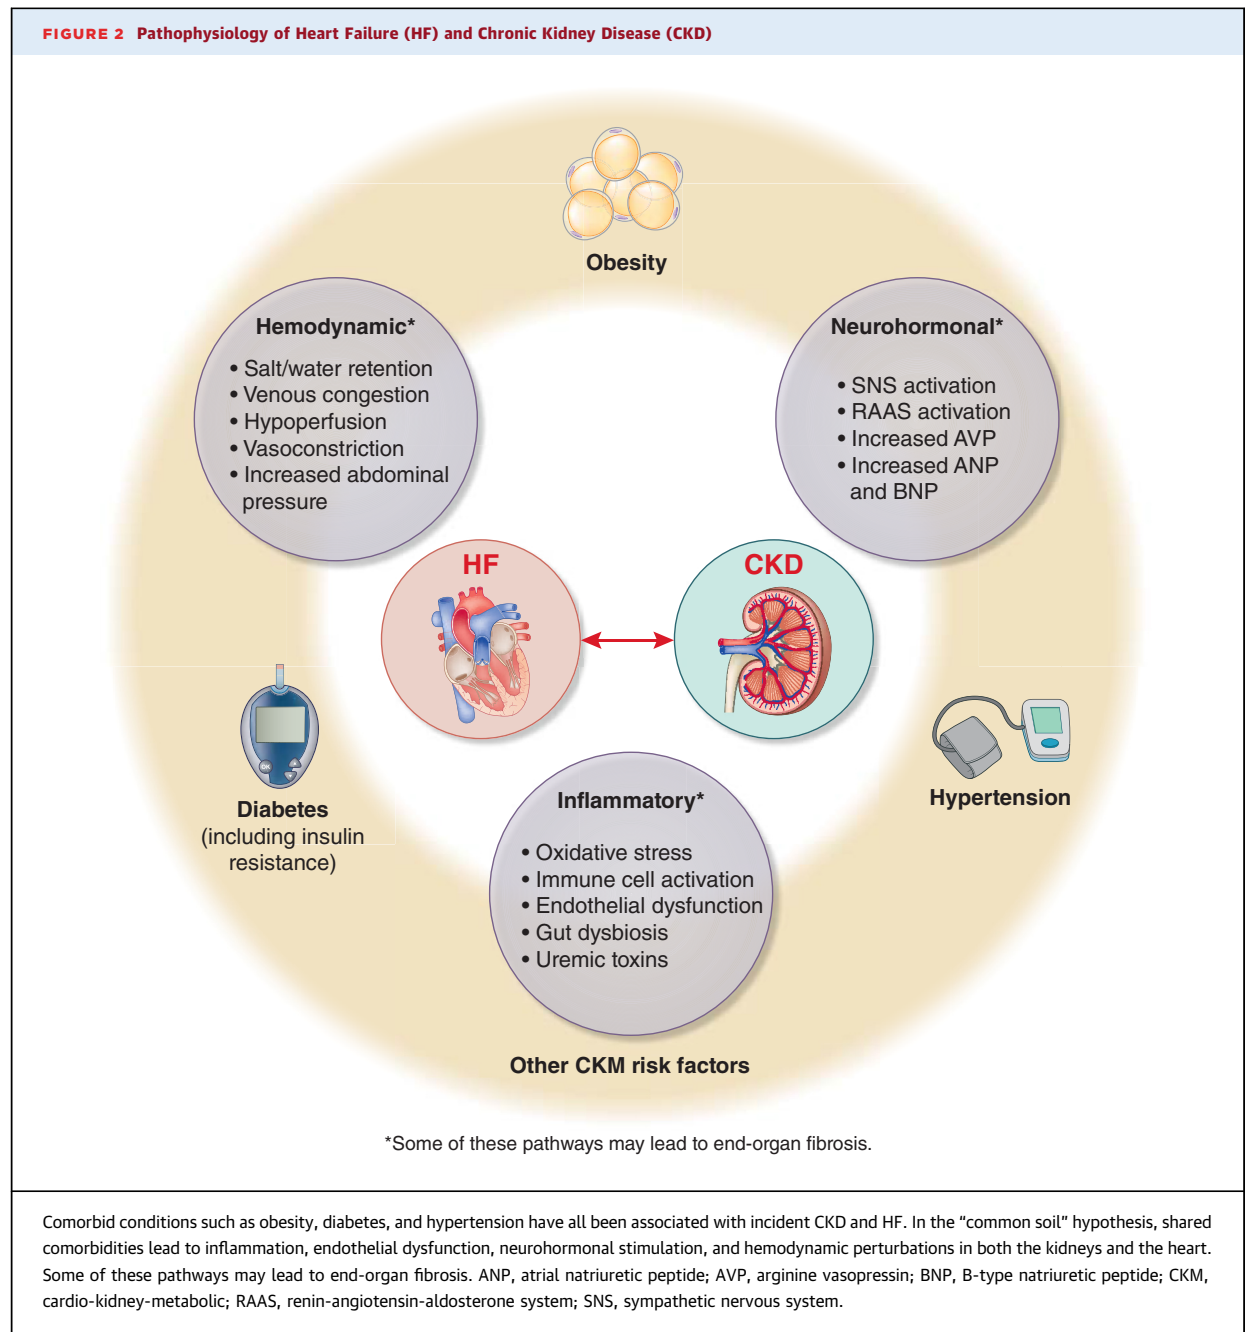 FIGURE 2 Pathophysiology of Heart Failure (HF) and Chronic Kidney Disease (CKD)
Obesity
Hemodynamic*
• Salt/water retention
• Venous congestion
• Hypoperfusion
• Vasoconstriction
• Increased abdominal
pressure
Neurohormonal*
• SNS activation
• RAAS activation
• Increased AVP
• Increased ANP
and BNP
HF
CKD
OK
Diabetes
(including insulin
resistance)
Hypertension
Inflammatory*
• Oxidative stress
• Immune cell activation
• Endothelial dysfunction
• Gut dysbiosis
• Uremic toxins
Other CKM risk factors
*Some of these pathways may lead to end-organ fibrosis.
Comorbid conditions such as obesity, diabetes, and hypertension have all been associated with incident CKD and HF. In the “common soil” hypothesis, shared
comorbidities lead to inflammation, endothelial dysfunction, neurohormonal stimulation, and hemodynamic perturbations in both the kidneys and the heart.
Some of these pathways may lead to end-organ fibrosis. ANP, atrial natriuretic peptide; AVP, arginine vasopressin; BNP, B-type natriuretic peptide; CKM,
cardio-kidney-metabolic; RAAS, renin-angiotensin-aldosterone system; SNS, sympathetic nervous system.